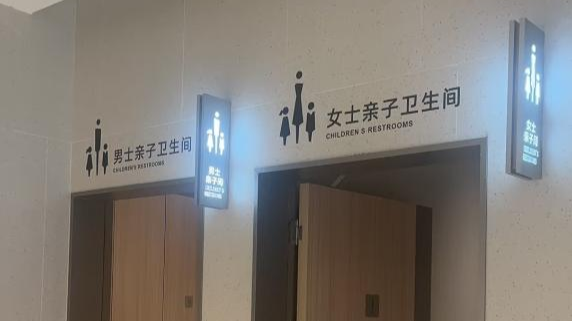 男士亲子卫生间
CHILDREN'S RESTROOMS
男士
亲子间
女士亲子卫生间
CHILDREN S RESTROOMS
女士
亲子间